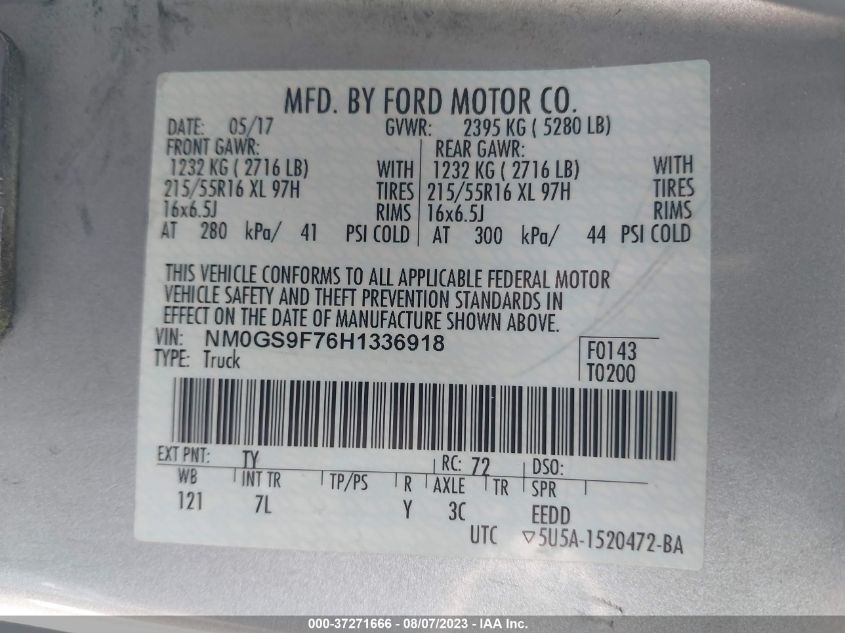 MFD. BY FORD MOTOR CO.
DATE: 05/17 GVWR: 2395 KG ( 5280 LB)
FRONT GAWR: REAR GAWR:
1232 KG ( 2716 LB) WITH 1232 KG ( 2716 LB) WITH
215/55R16 XL 97H TIRES 215/55R16 XL 97H TIRES
16x6.5J RIMS 16x6.5J RIMS
AT 280 kPa/ 41 PSI COLD AT 300 kPa/ 44 PSI COLD
THIS VEHICLE CONFORMS TO ALL APPLICABLE FEDERAL MOTOR
VEHICLE SAFETY AND THEFT PREVENTION STANDARDS IN
EFFECT ON THE DATE OF MANUFACTURE SHOWN ABOVE.
VIN: NM0GS9F76H1336918
TYPE: Truck
F0143
T0200
EXT PNT: TY RC: 72 DSO:
WB INT TR TP/PS R AXLE TR SPR
121 7L Y 3C EEDD
UTC ▽5U5A-1520472-BA
000-37271666 - 08/07/2023 - IAA Inc.